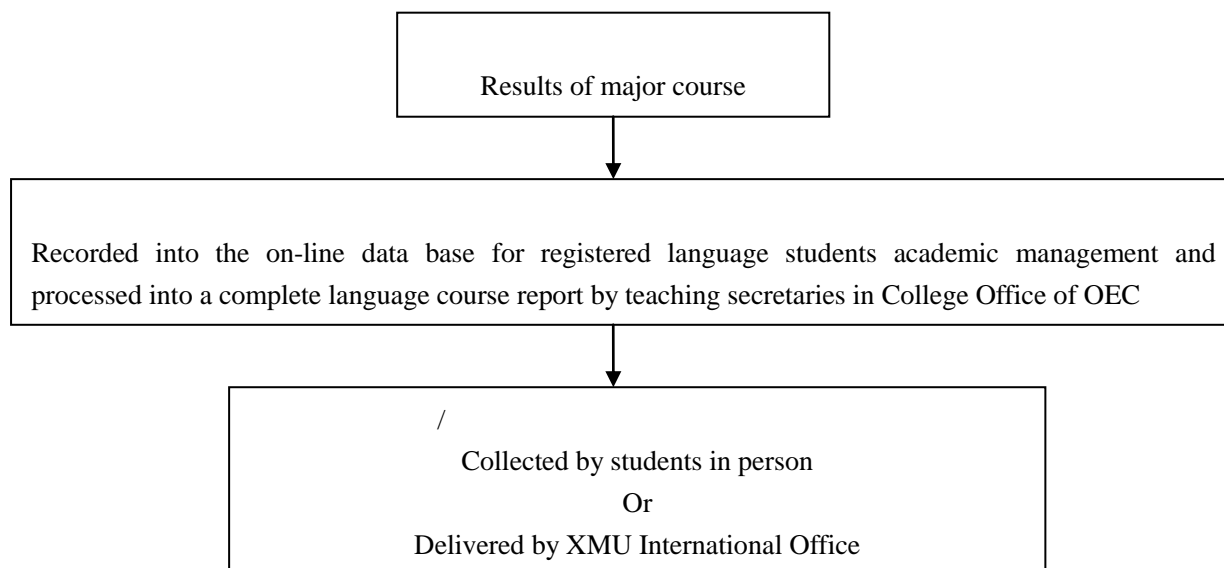 Results of major course
Recorded into the on-line data base for registered language students academic management and
processed into a complete language course report by teaching secretaries in College Office of OEC
/
Collected by students in person
Or
Delivered by XMU International Office